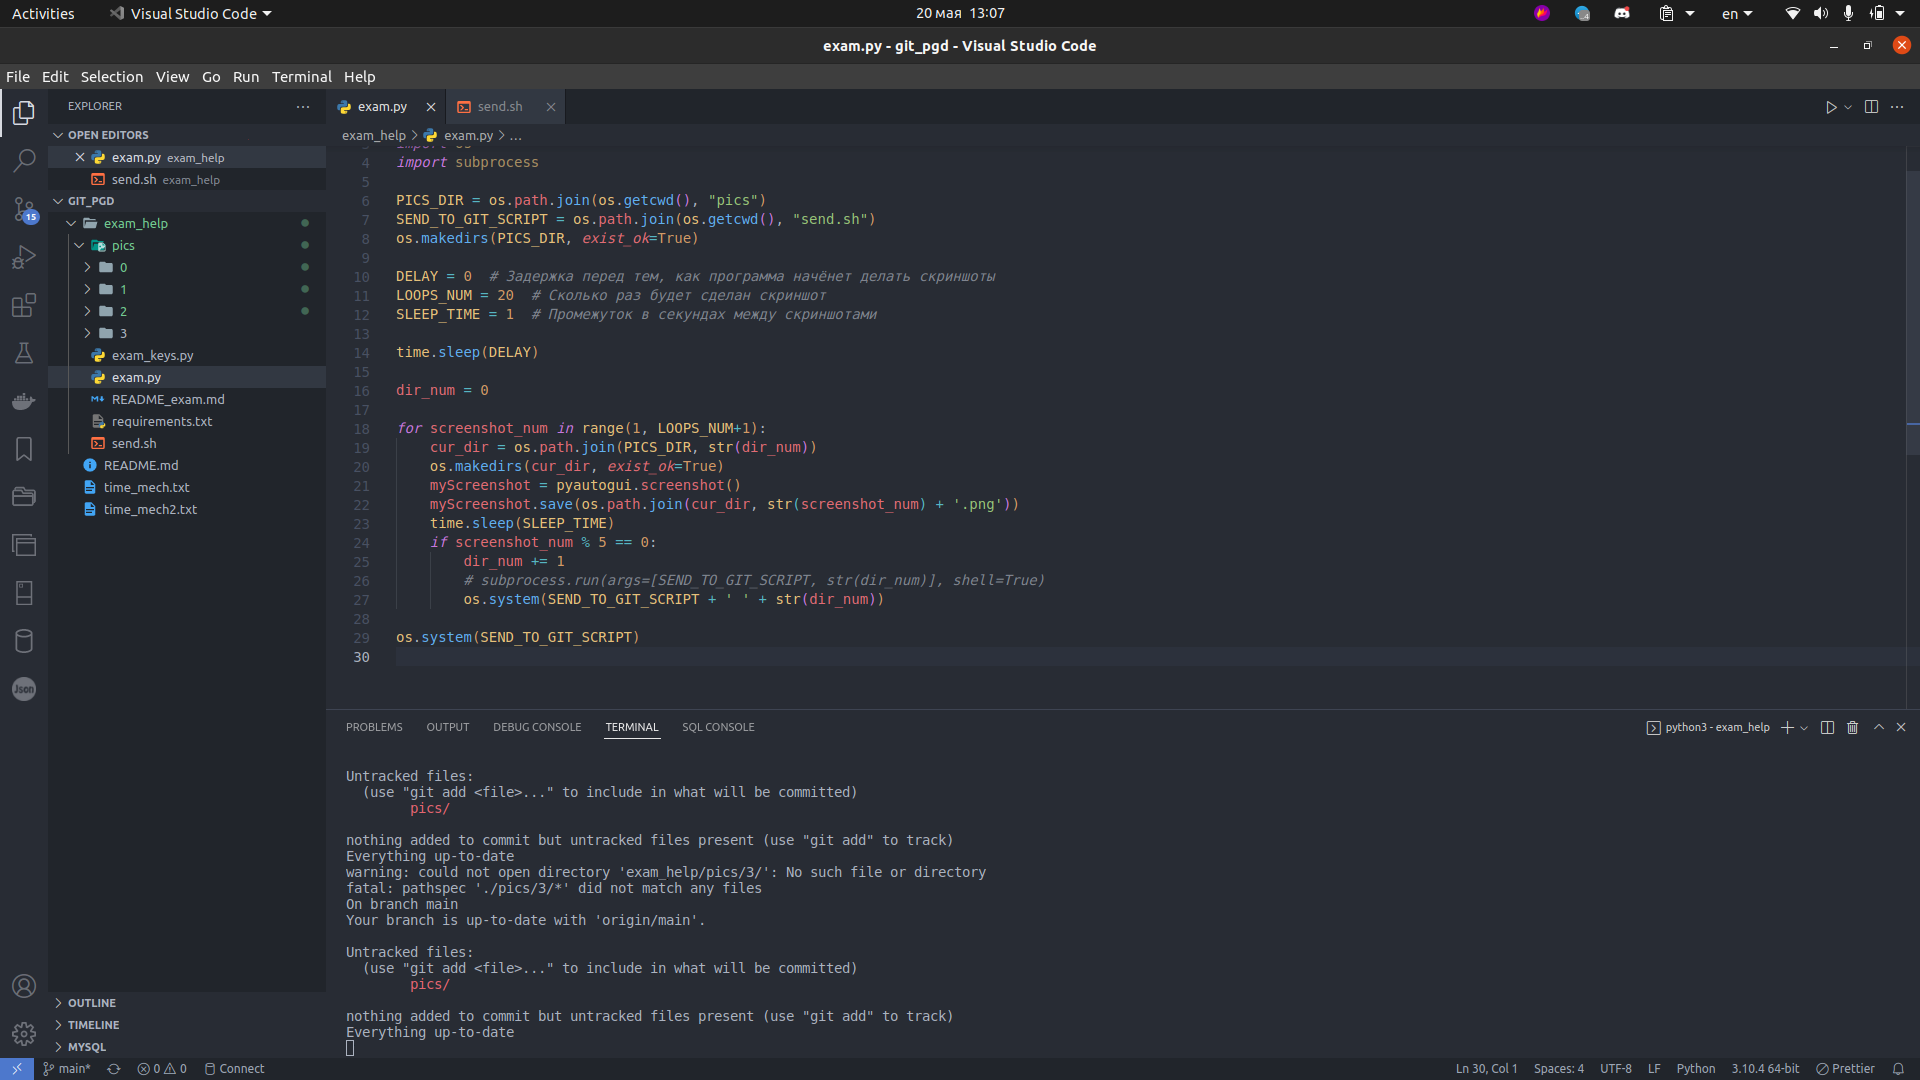 Activities
Visual Studio Code
20 мая 13:07
en
exam.py - git_pgd - Visual Studio Code
File Edit Selection View Go Run Terminal Help
EXPLORER
OPEN EDITORS
exam.py exam_help
send.sh exam_help
GIT_PGD
exam_help
pics
0
1
2
3
exam_keys.py
exam.py
README_exam.md
requirements.txt
send.sh
README.md
time_mech.txt
time_mech2.txt
OUTLINE
TIMELINE
MYSQL
15
Json
exam.py
send.sh
exam_help > exam.py > ...
3 import os
4 import subprocess
5
6 PICS_DIR = os.path.join(os.getcwd(), "pics")
7 SEND_TO_GIT_SCRIPT = os.path.join(os.getcwd(), "send.sh")
8 os.makedirs(PICS_DIR, exist_ok=True)
9
10 DELAY = 0  # Задержка перед тем, как программа начёнет делать скриншоты
11 LOOPS_NUM = 20  # Сколько раз будет сделан скриншот
12 SLEEP_TIME = 1  # Промежуток в секундах между скриншотами
13
14 time.sleep(DELAY)
15
16 dir_num = 0
17
18 for screenshot_num in range(1, LOOPS_NUM+1):
19     cur_dir = os.path.join(PICS_DIR, str(dir_num))
20     os.makedirs(cur_dir, exist_ok=True)
21     myScreenshot = pyautogui.screenshot()
22     myScreenshot.save(os.path.join(cur_dir, str(screenshot_num) + '.png'))
23     time.sleep(SLEEP_TIME)
24     if screenshot_num % 5 == 0:
25         dir_num += 1
26         # subprocess.run(args=[SEND_TO_GIT_SCRIPT, str(dir_num)], shell=True)
27         os.system(SEND_TO_GIT_SCRIPT + ' ' + str(dir_num))
28
29 os.system(SEND_TO_GIT_SCRIPT)
30
PROBLEMS OUTPUT DEBUG CONSOLE TERMINAL SQL CONSOLE
python3 - exam_help
Untracked files:
  (use "git add <file>..." to include in what will be committed)
        pics/
nothing added to commit but untracked files present (use "git add" to track)
Everything up-to-date
warning: could not open directory 'exam_help/pics/3/': No such file or directory
fatal: pathspec './pics/3/*' did not match any files
On branch main
Your branch is up-to-date with 'origin/main'.
Untracked files:
  (use "git add <file>..." to include in what will be committed)
        pics/
nothing added to commit but untracked files present (use "git add" to track)
Everything up-to-date
main* 0 0 Connect
Ln 30, Col 1 Spaces: 4 UTF-8 LF Python 3.10.4 64-bit Prettier